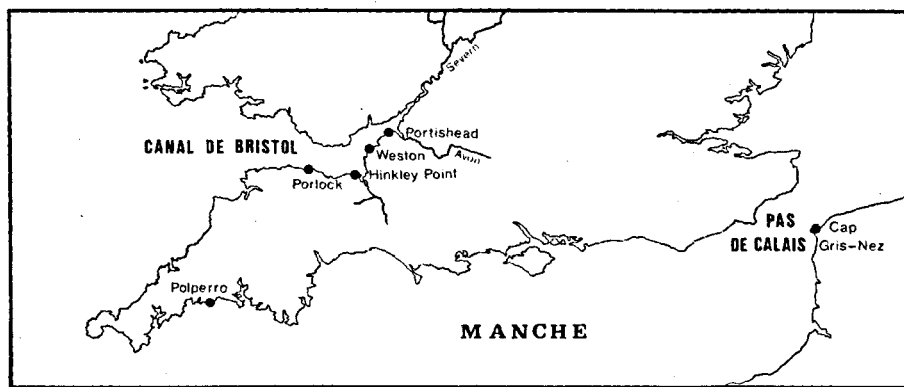 Severn
Portishead
CANAL DE BRISTOL
Weston
Avon
Porlock
Hinkley Point
PAS
DE CALAIS
Cap
Gris-Nez
Polperro
MANCHE